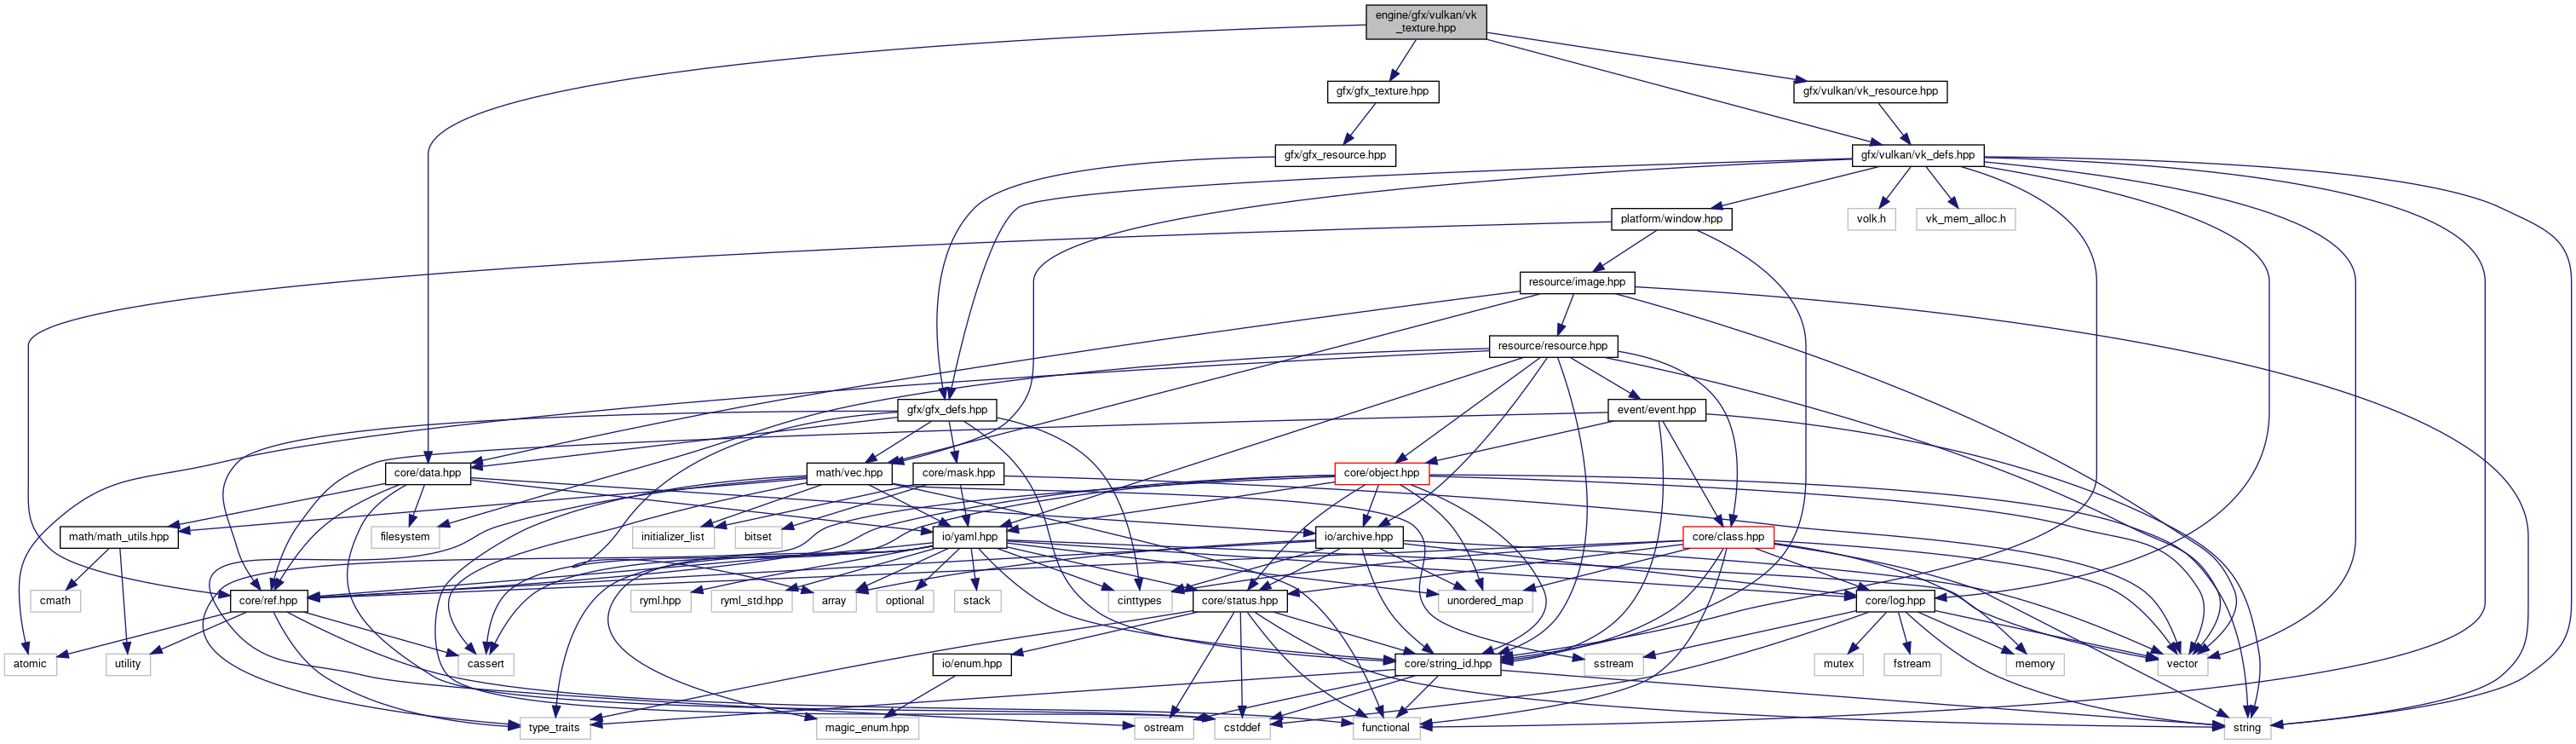 engine/gfx/vulkan/vk
_texture.hpp
gfx/gfx_texture.hpp
gfx/vulkan/vk_resource.hpp
gfx/gfx_resource.hpp
gfx/vulkan/vk_defs.hpp
platform/window.hpp
volk.h
vk_mem_alloc.h
resource/image.hpp
resource/resource.hpp
gfx/gfx_defs.hpp
event/event.hpp
core/data.hpp
math/vec.hpp
core/mask.hpp
core/object.hpp
math/math_utils.hpp
filesystem
initializer_list
bitset
io/yaml.hpp
io/archive.hpp
core/class.hpp
cmath
core/ref.hpp
ryml.hpp
ryml_std.hpp
array
optional
stack
cinttypes
core/status.hpp
unordered_map
core/log.hpp
atomic
utility
cassert
io/enum.hpp
core/string_id.hpp
sstream
mutex
fstream
memory
vector
type_traits
magic_enum.hpp
ostream
cstddef
functional
string